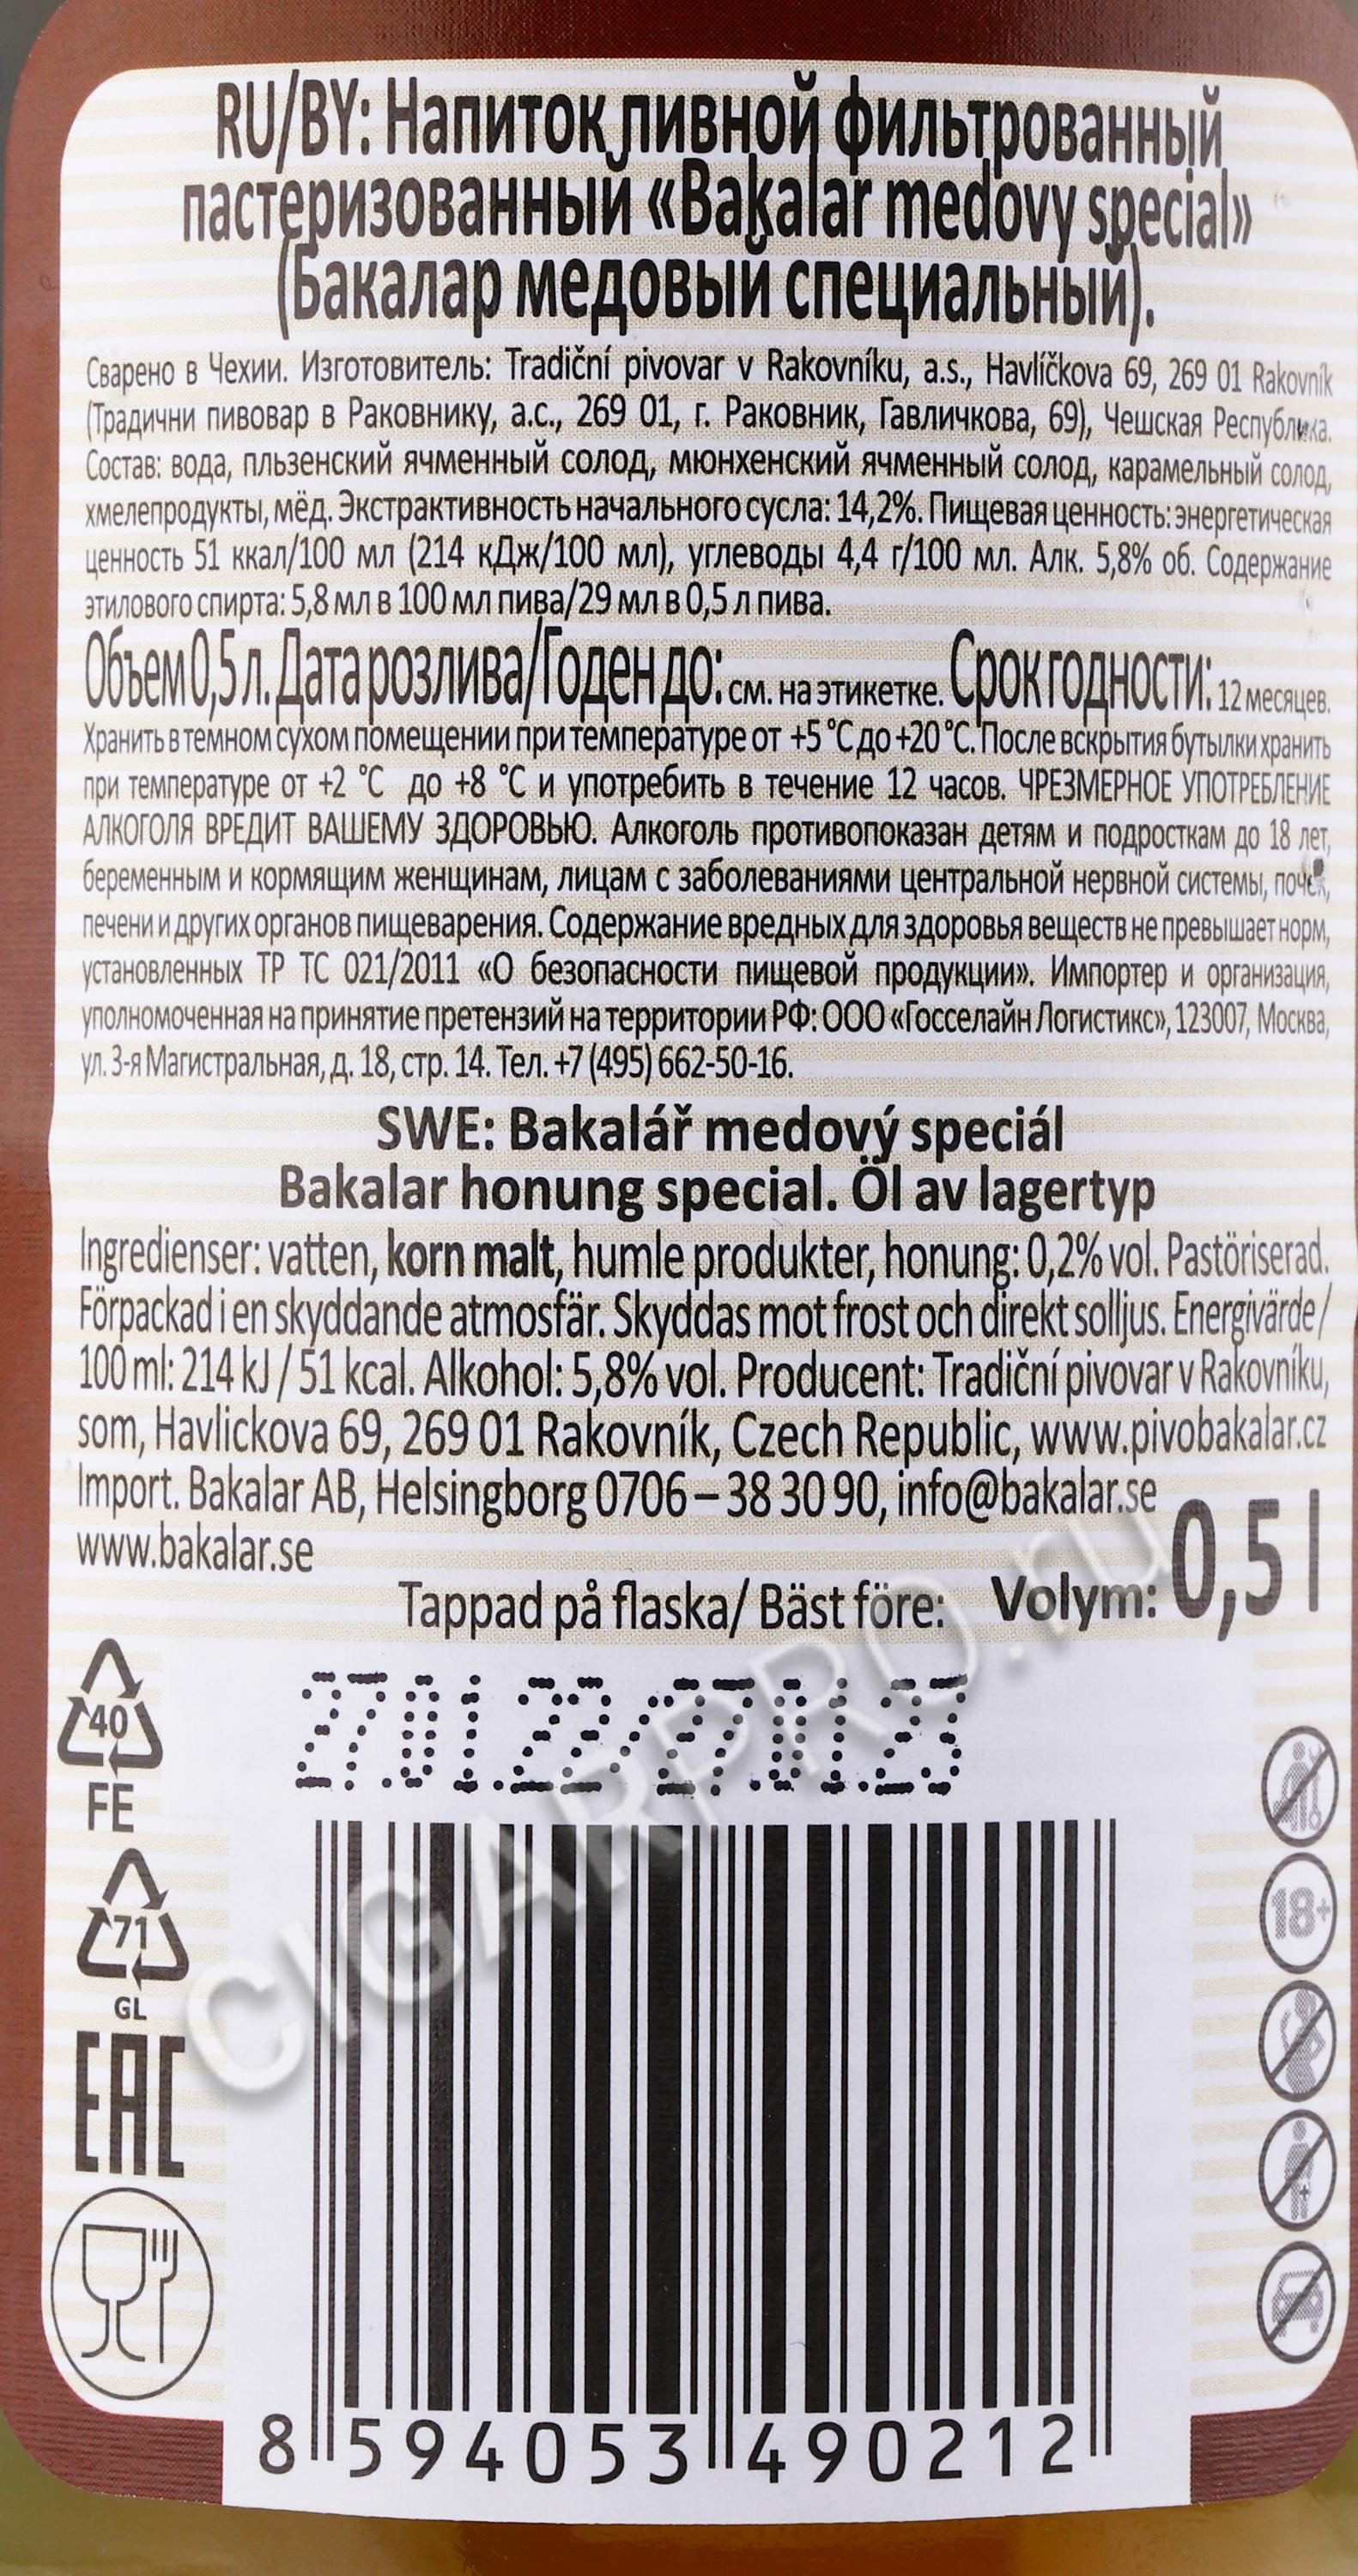 RU/BY: Напиток пивной фильтрованный
пастеризованный «Bakalar medovy special»
(Бакалар медовый специальный).
Сварено в Чехии. Изготовитель: Tradiční pivovar v Rakovníku, a.s., Havlíčkova 69, 269 01 Rakovník
(Традични пивовар в Раковнику, а.с., 269 01, г. Раковник, Гавличкова, 69), Чешская Республика.
Состав: вода, пльзенский ячменный солод, мюнхенский ячменный солод, карамельный солод,
хмелепродукты, мёд. Экстрактивность начального сусла: 14,2%. Пищевая ценность: энергетическая
ценность 51 ккал/100 мл (214 кДж/100 мл), углеводы 4,4 г/100 мл. Алк. 5,8% об. Содержание
этилового спирта: 5,8 мл в 100 мл пива/29 мл в 0,5 л пива.
Объем 0,5 л. Дата розлива/Годен до: см. на этикетке. Срок годности: 12 месяцев.
Хранить в темном сухом помещении при температуре от +5 °C до +20 °C. После вскрытия бутылки хранить
при температуре от +2 °C до +8 °C и употребить в течение 12 часов. ЧРЕЗМЕРНОЕ УПОТРЕБЛЕНИЕ
АЛКОГОЛЯ ВРЕДИТ ВАШЕМУ ЗДОРОВЬЮ. Алкоголь противопоказан детям и подросткам до 18 лет,
беременным и кормящим женщинам, лицам с заболеваниями центральной нервной системы, почек,
печени и других органов пищеварения. Содержание вредных для здоровья веществ не превышает норм,
установленных ТР ТС 021/2011 «О безопасности пищевой продукции». Импортер и организация,
уполномоченная на принятие претензий на территории РФ: ООО «Госселайн Логистикс», 123007, Москва,
ул. 3-я Магистральная, д. 18, стр. 14. Тел. +7 (495) 662-50-16.
SWE: Bakalář medový speciál
Bakalar honung special. Öl av lagertyp
Ingredienser: vatten, korn malt, humle produkter, honung: 0,2% vol. Pastöriserad.
Förpackad i en skyddande atmosfär. Skyddas mot frost och direkt solljus. Energivärde/
100 ml: 214 kJ / 51 kcal. Alkohol: 5,8% vol. Producent: Tradiční pivovar v Rakovníku,
som, Havlickova 69, 269 01 Rakovník, Czech Republic, www.pivobakalar.cz
Import. Bakalar AB, Helsingborg 0706 – 38 30 90, info@bakalar.se
www.bakalar.se
Tappad på flaska/ Bäst före: Volym: 0,5 l
27.01.22/27.01.23
40
FE
71
GL
EAC
18+
CIGARPRO.ru
8 594053 490212